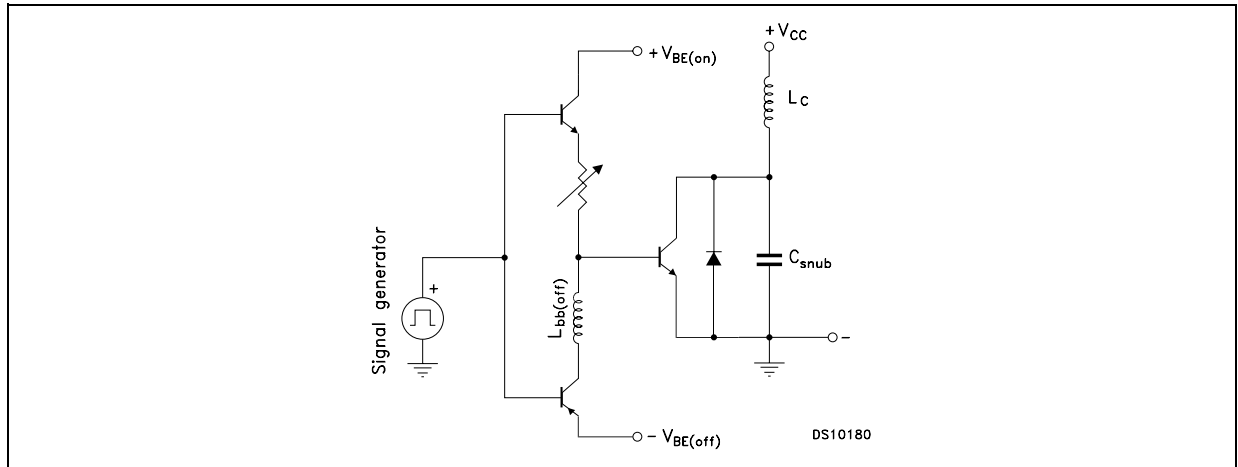 + V_CC
+ V_BE(on)
L_C
Signal generator
+
L_bb(off)
C_snub
-
- V_BE(off)
DS10180